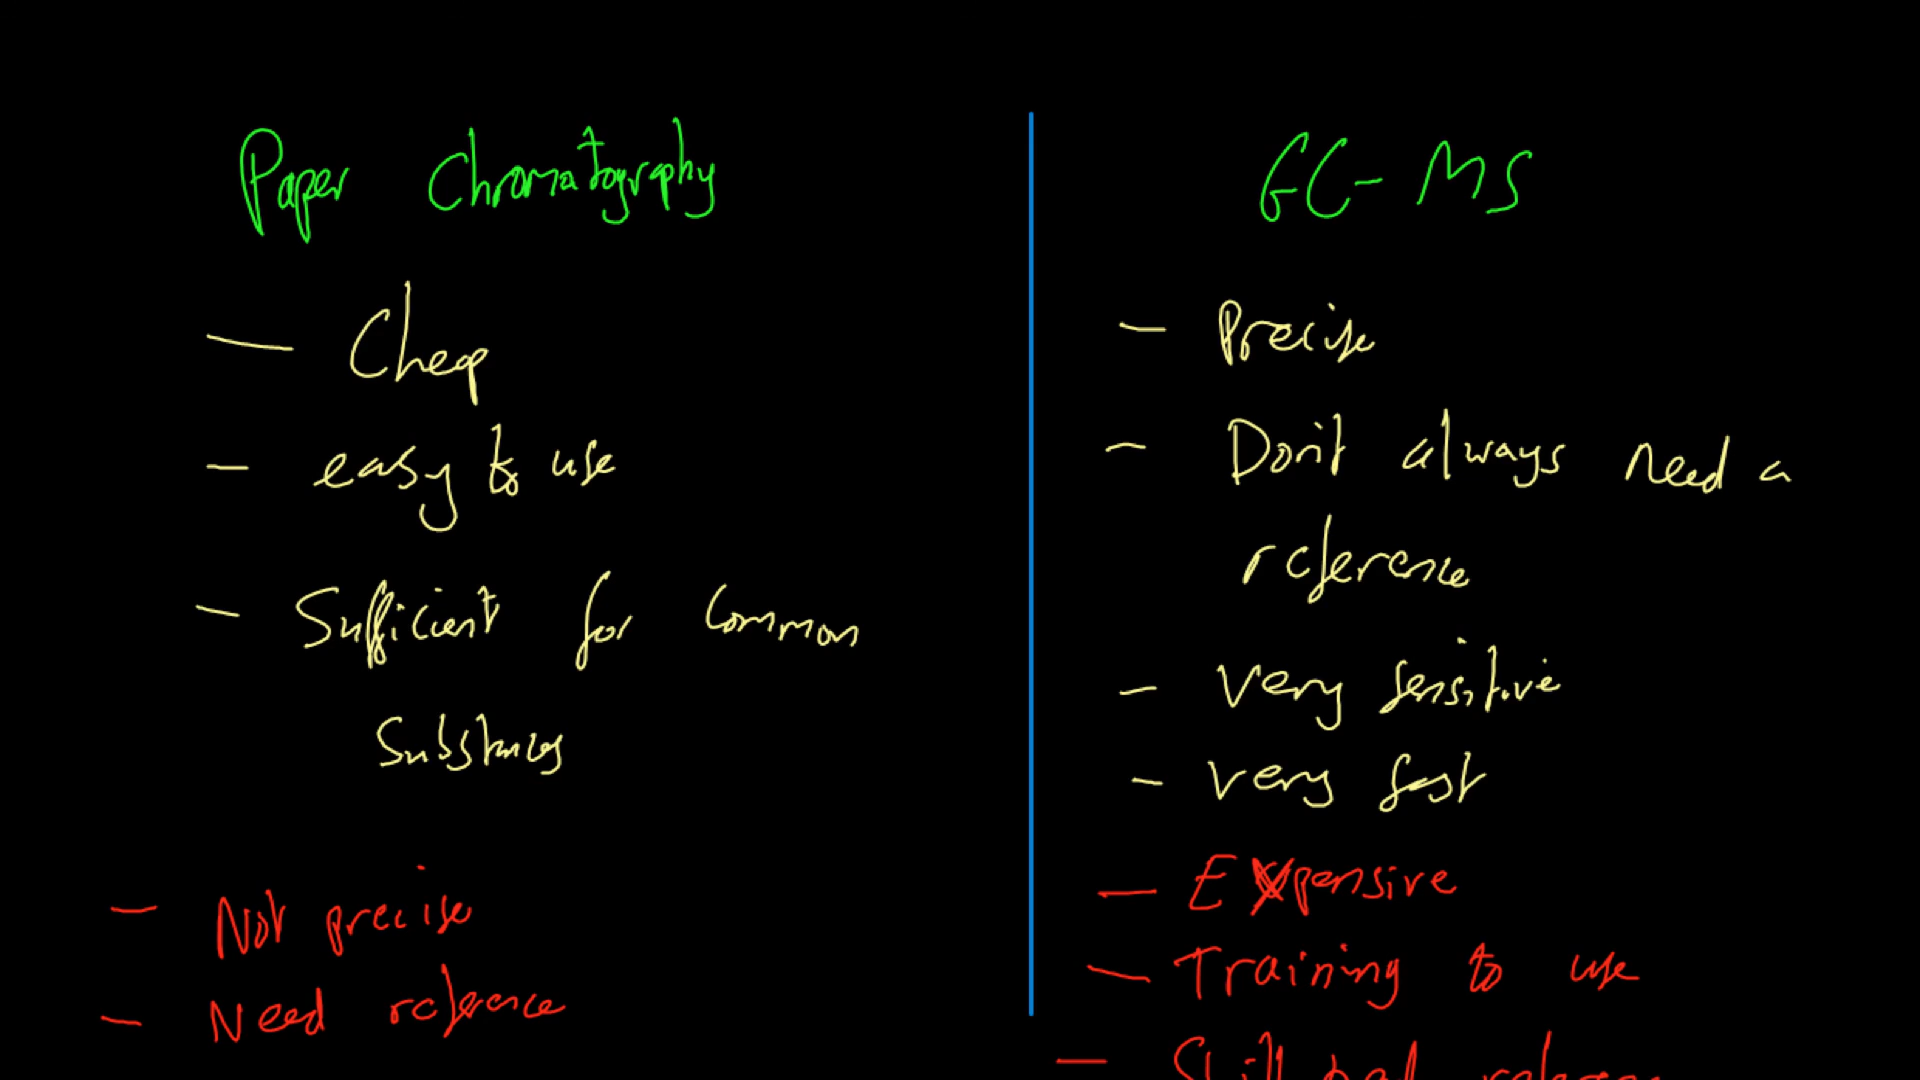 Paper Chromatography
- Cheap
- easy to use
- Sufficient for common
Substances
- Not precise
- Need reference
GC-MS
- Precise
- Don't always need a
reference
- Very sensitive
- Very fast
- Expensive
- Training to use
- Still